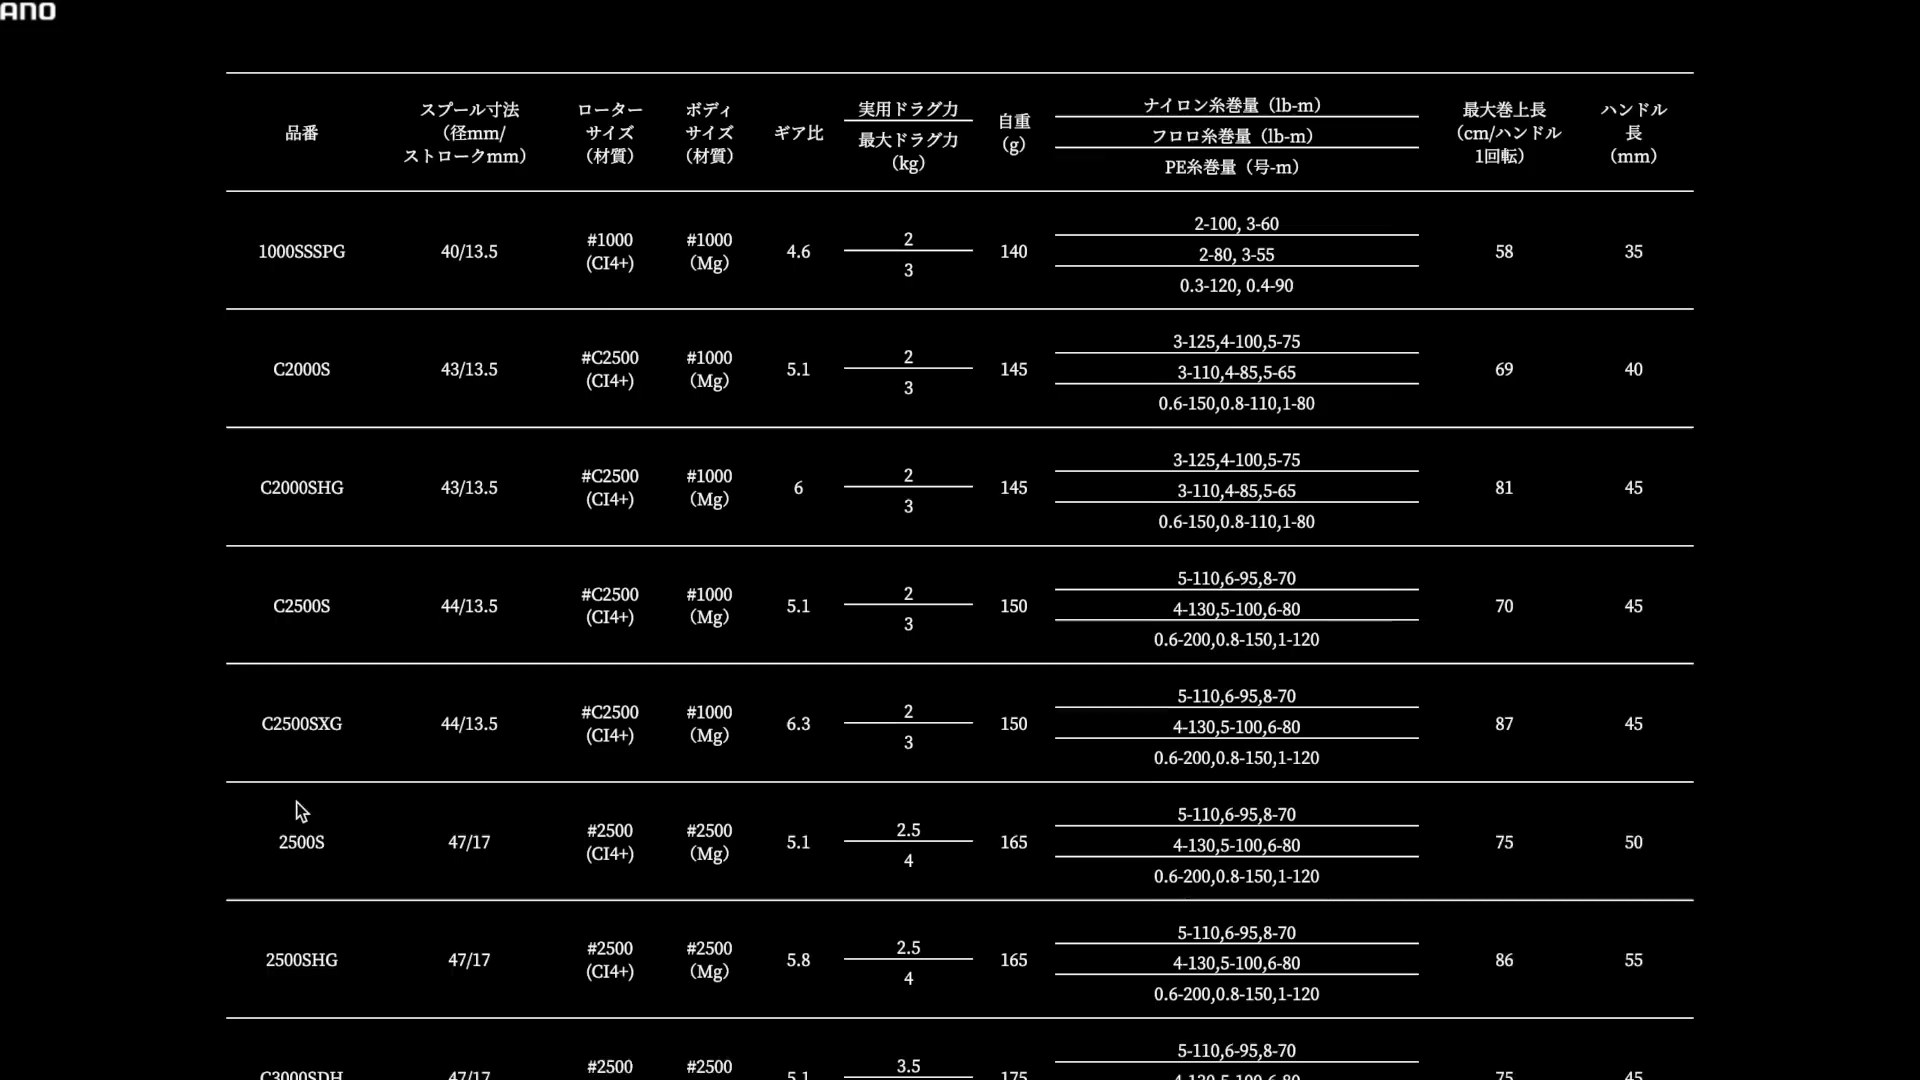 ANO
品番 スプール寸法（径mm/ストロークmm） ローターサイズ（材質） ボディサイズ（材質） ギア比 実用ドラグ力 最大ドラグ力（kg） 自重（g） ナイロン糸巻量（lb-m） フロロ糸巻量（lb-m） PE糸巻量（号-m） 最大巻上長（cm/ハンドル1回転） ハンドル長（mm）
1000SSSPG 40/13.5 #1000 (CI4+) #1000（Mg） 4.6 2 3 140 2-100, 3-60 2-80, 3-55 0.3-120, 0.4-90 58 35
C2000S 43/13.5 #C2500 (CI4+) #1000（Mg） 5.1 2 3 145 3-125,4-100,5-75 3-110,4-85,5-65 0.6-150,0.8-110,1-80 69 40
C2000SHG 43/13.5 #C2500 (CI4+) #1000（Mg） 6 2 3 145 3-125,4-100,5-75 3-110,4-85,5-65 0.6-150,0.8-110,1-80 81 45
C2500S 44/13.5 #C2500 (CI4+) #1000（Mg） 5.1 2 3 150 5-110,6-95,8-70 4-130,5-100,6-80 0.6-200,0.8-150,1-120 70 45
C2500SXG 44/13.5 #C2500 (CI4+) #1000（Mg） 6.3 2 3 150 5-110,6-95,8-70 4-130,5-100,6-80 0.6-200,0.8-150,1-120 87 45
2500S 47/17 #2500 (CI4+) #2500（Mg） 5.1 2.5 4 165 5-110,6-95,8-70 4-130,5-100,6-80 0.6-200,0.8-150,1-120 75 50
2500SHG 47/17 #2500 (CI4+) #2500（Mg） 5.8 2.5 4 165 5-110,6-95,8-70 4-130,5-100,6-80 0.6-200,0.8-150,1-120 86 55
C3000SDH 47/17 #2500 #2500 5.1 3.5 175 5-110,6-95,8-70 4-130,5-100,6-80 75 45